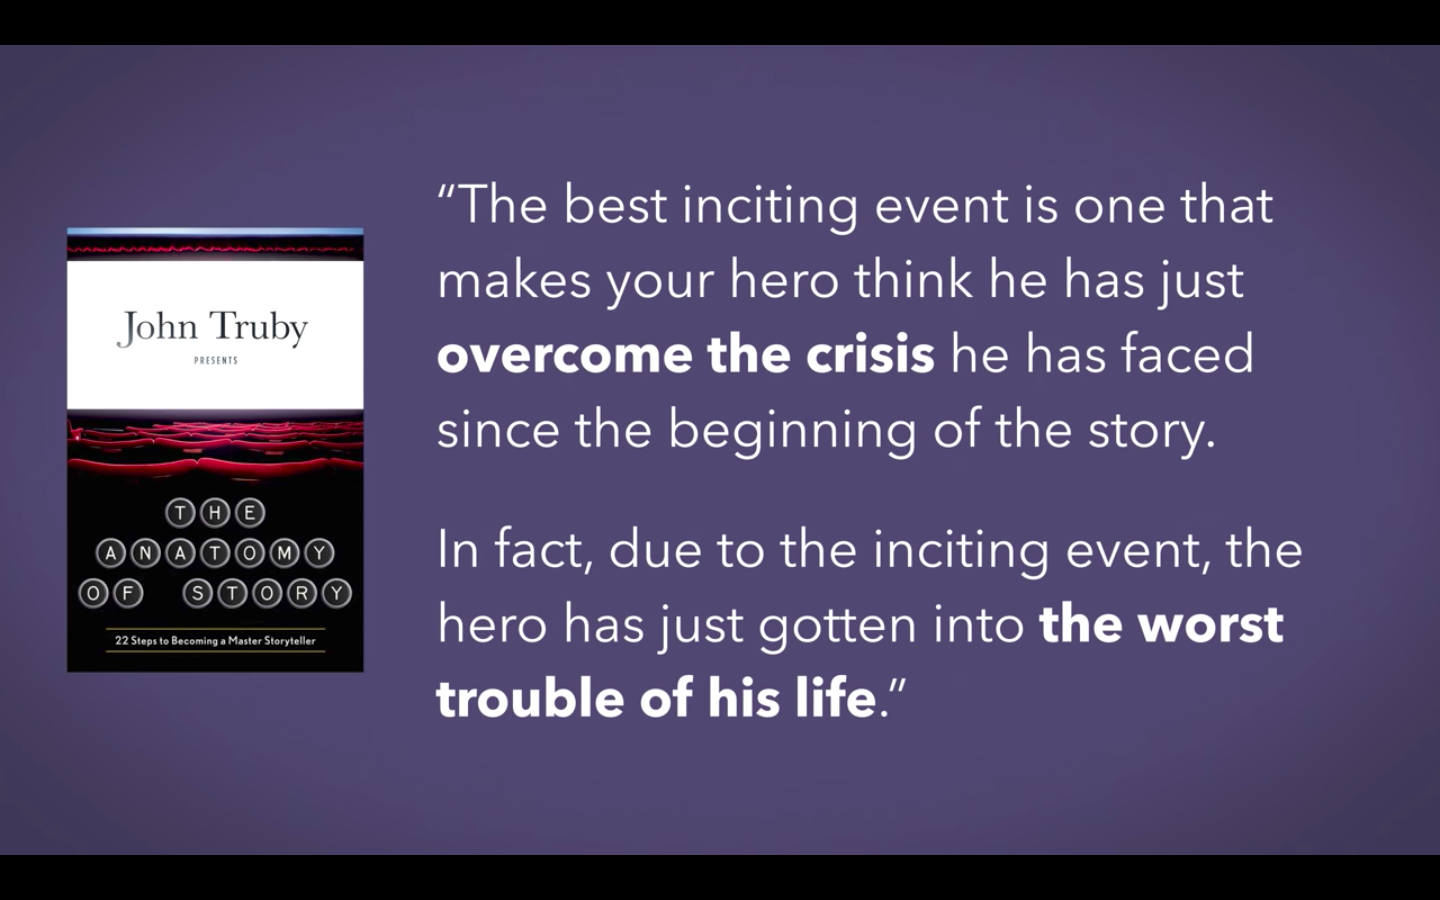 John Truby
PRESENTS
THE
ANATOMY
OF STORY
22 Steps to Becoming a Master Storyteller
“The best inciting event is one that
makes your hero think he has just
overcome the crisis he has faced
since the beginning of the story.
In fact, due to the inciting event, the
hero has just gotten into the worst
trouble of his life.”